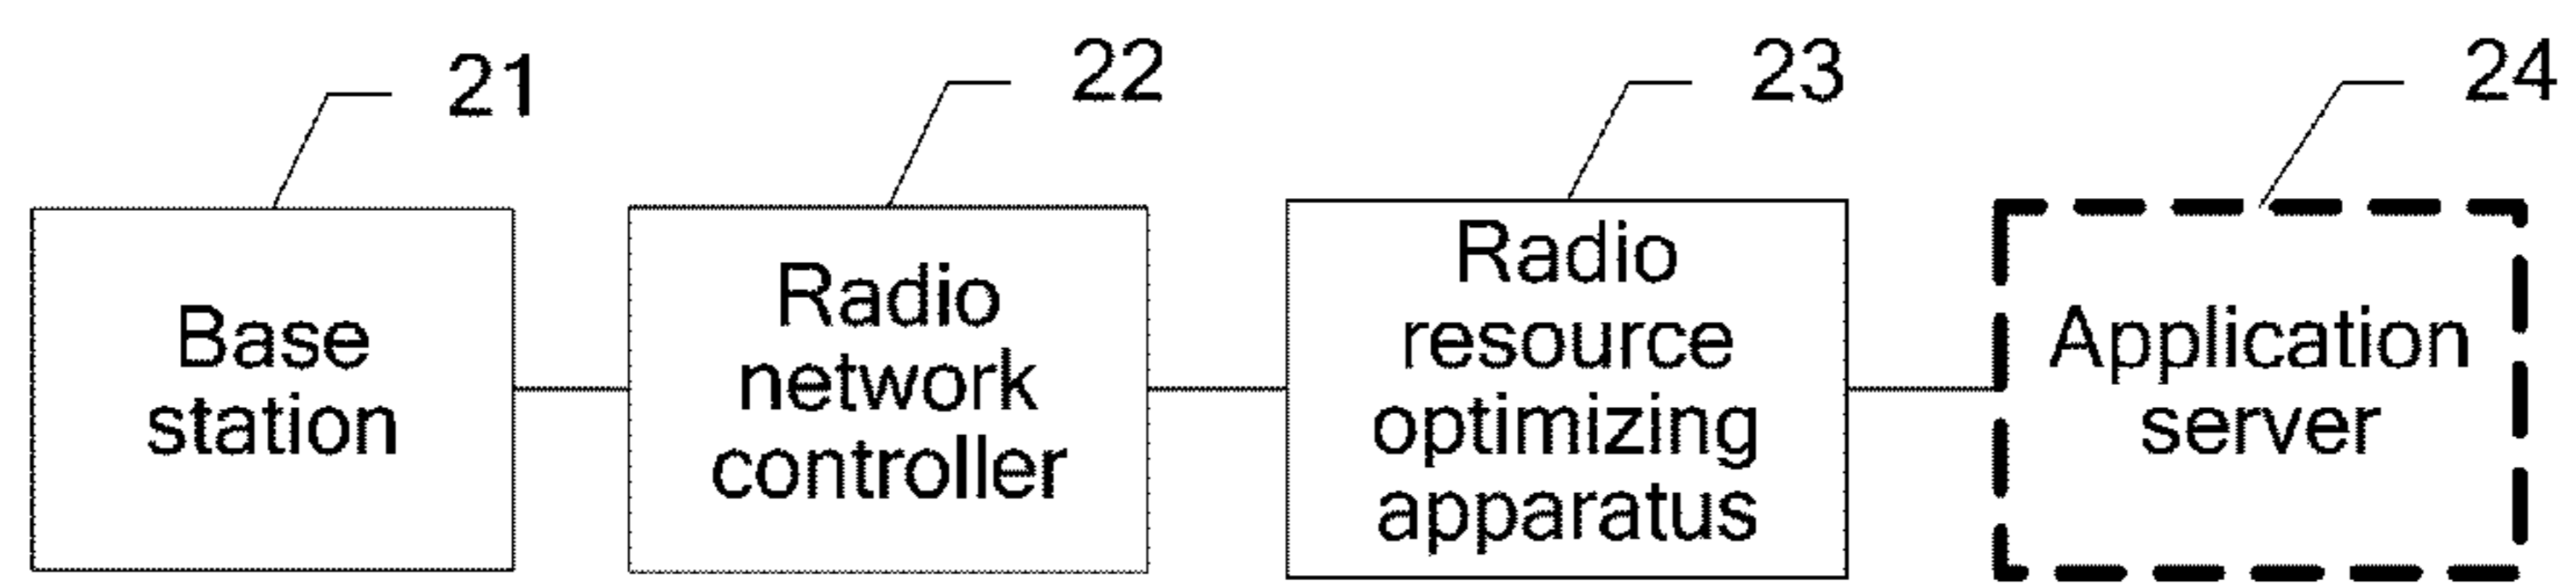 21
22
23
24
Base
station
Radio
network
controller
Radio
resource
optimizing
apparatus
Application
server